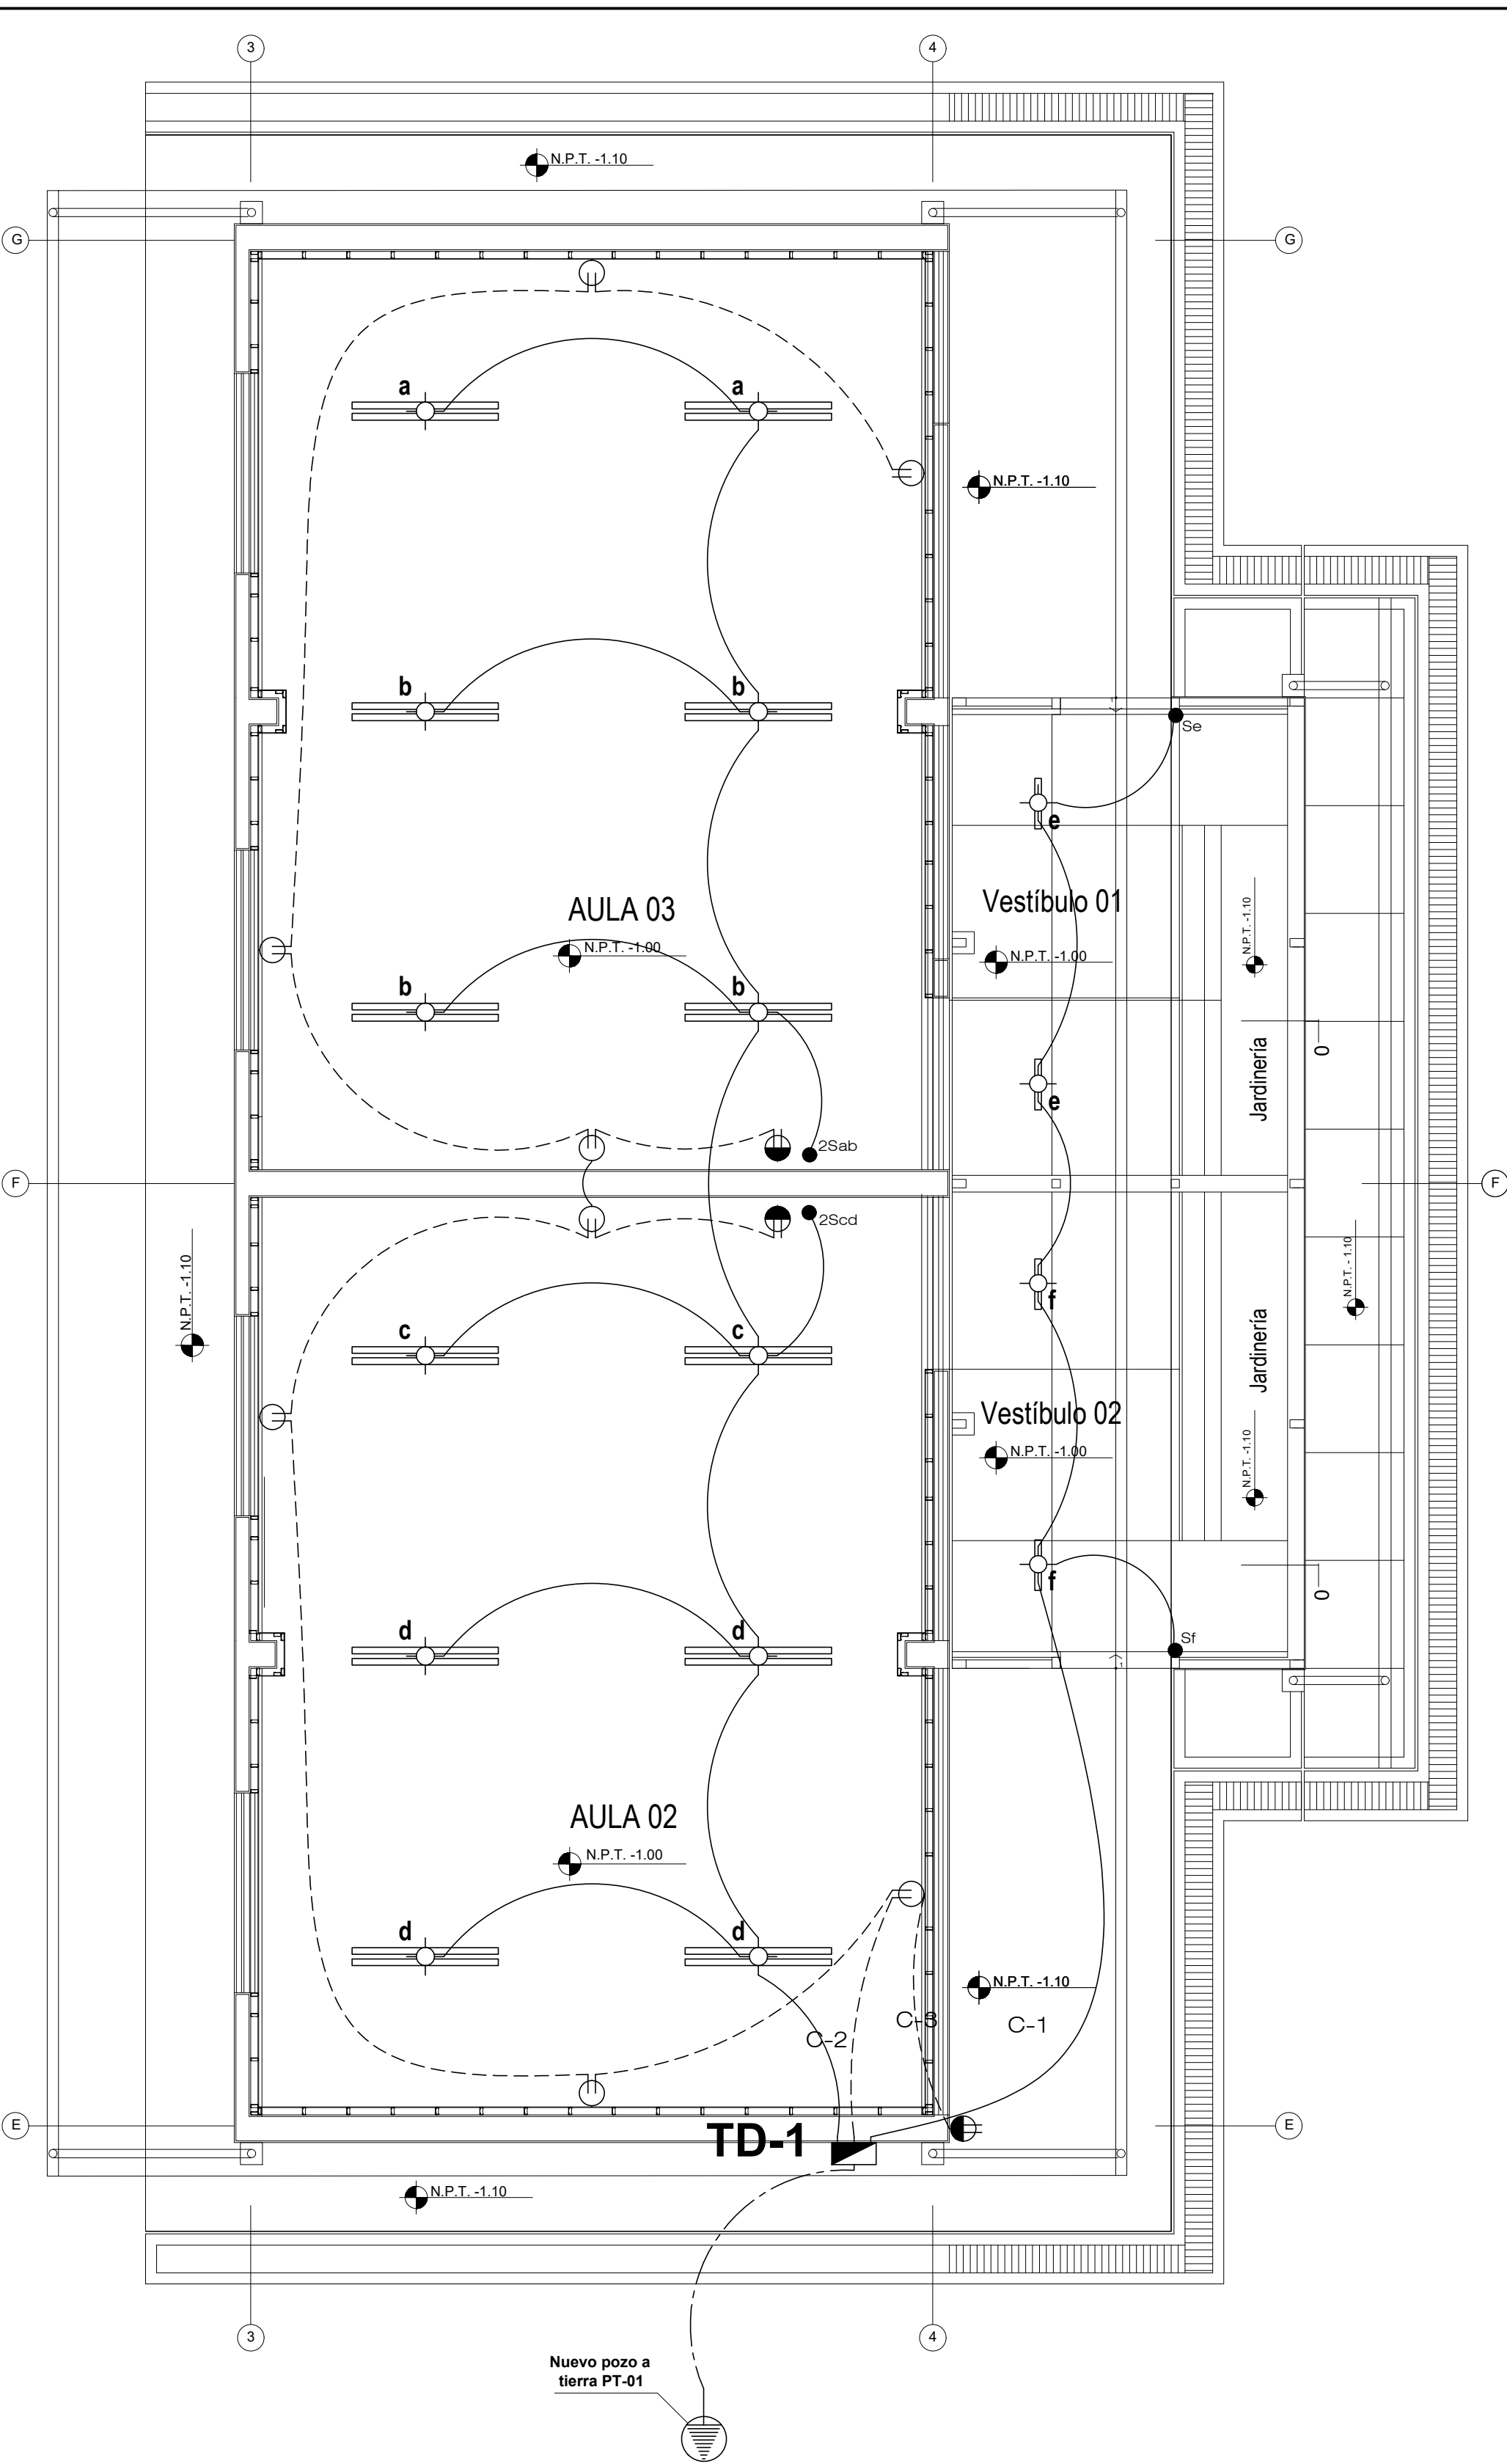 3
4
N.P.T. -1.10
G
G
a
a
N.P.T. -1.10
b
b
Se
e
AULA 03
N.P.T. -1.00
Vestíbulo 01
N.P.T. -1.00
N.P.T. -1.10
b
b
Jardinería
0
e
2Sab
F
F
2Scd
N.P.T. -1.10
N.P.T. - 1.10
f
c
c
Jardinería
Vestíbulo 02
N.P.T. -1.00
N.P.T. -1.10
f
0
d
d
Sf
AULA 02
N.P.T. -1.00
d
d
N.P.T. -1.10
C-2
C-3
C-1
E
TD-1
E
N.P.T. -1.10
3
4
Nuevo pozo a
tierra PT-01